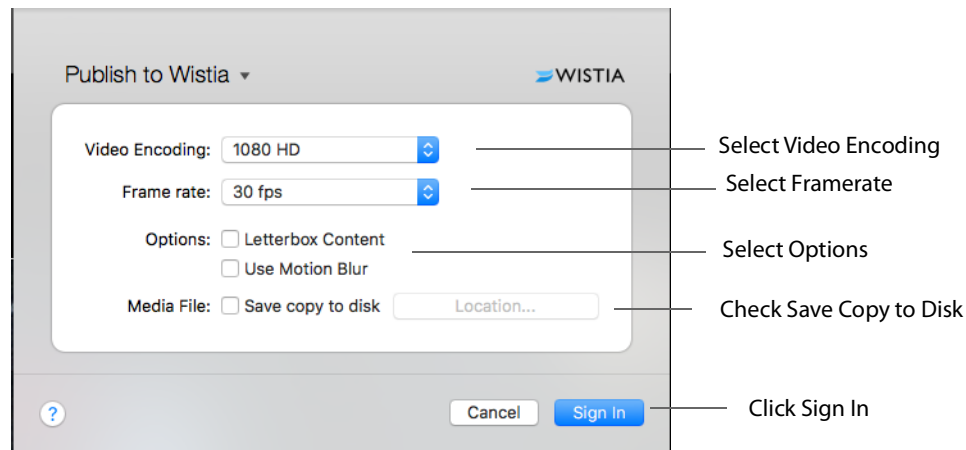 Publish to Wistia
WISTIA
Video Encoding: 1080 HD
Select Video Encoding
Frame rate: 30 fps
Select Framerate
Options: Letterbox Content
Select Options
Use Motion Blur
Media File: Save copy to disk Location...
Check Save Copy to Disk
? Cancel Sign In
Click Sign In